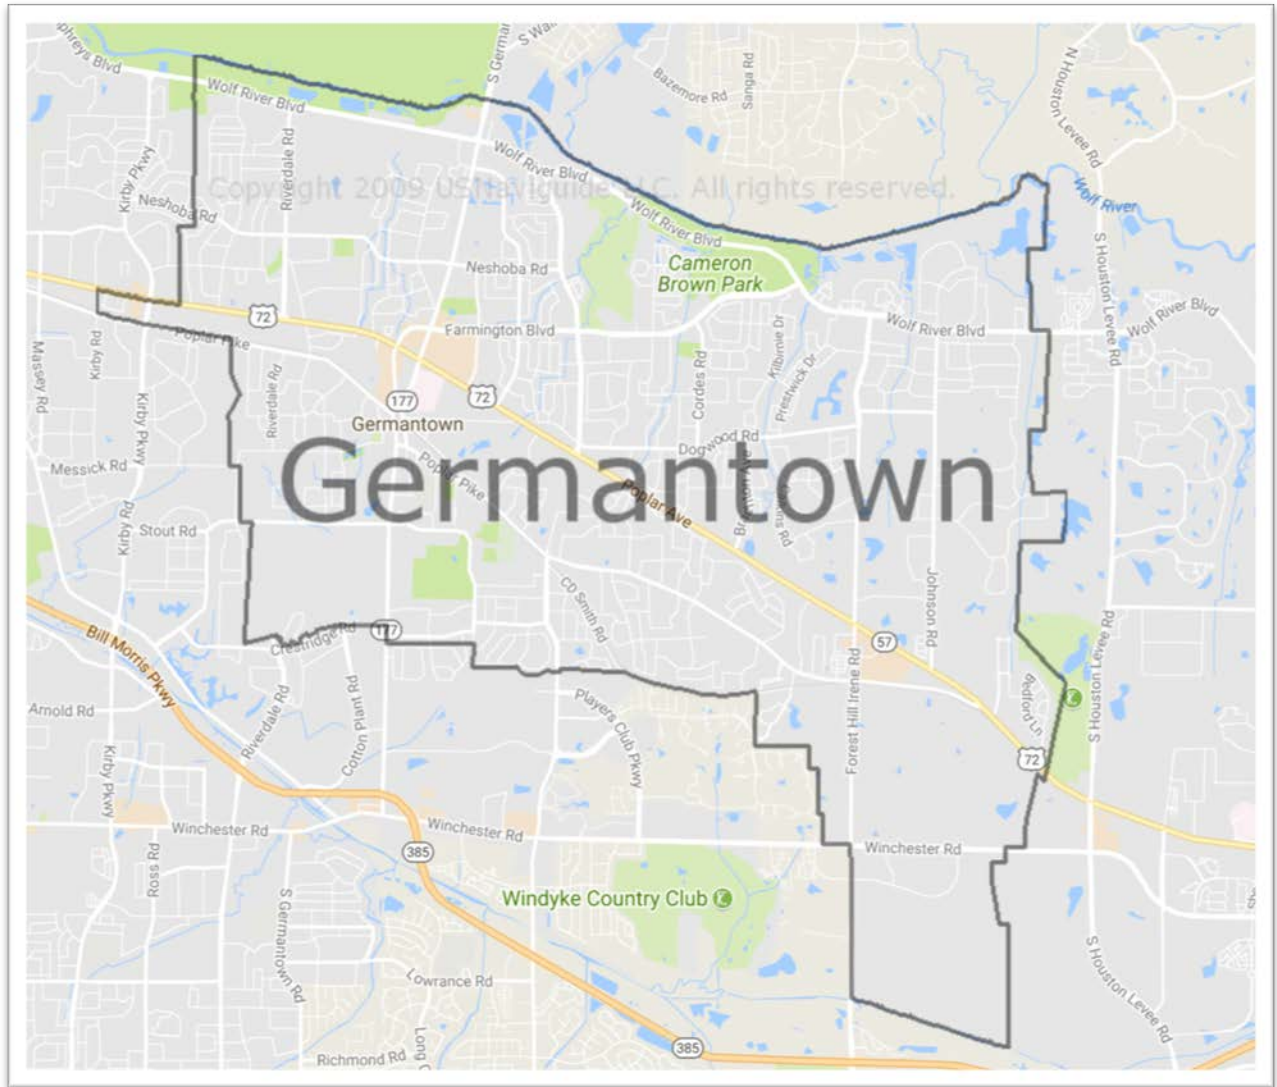 S Germa
S Wal
phreys Blvd
Bazemore Rd
Sanga Rd
N Houston Levee Rd
Wolf River Blvd
Kirby Pkwy
Riverdale Rd
Wolf River Blvd
Copyright 2009 USNaviguide LLC. All rights reserved.
Wolf River
Neshoba Rd
Wolf River Blvd
S Houston Levee Rd
Neshoba Rd
Cameron
Brown Park
72
Wolf River Blvd
Poplar Pike
Farmington Blvd
Wolf River Blvd
Massey Rd
Kirby Rd
Kilbirnie Dr
Prestwick Dr
Cordes Rd
Riverdale Rd
177
72
Kirby Pkwy
Germantown
Dogwood Rd
Messick Rd
Poplar Pike
Germantown
Poplar Ave
Kirby Rd
Stout Rd
CD Smith Rd
Johnson Rd
Bill Morris Pkwy
Crestridge Rd
177
57
S Houston Levee Rd
Forest Hill Irene Rd
Bedford Ln
Arnold Rd
Riverdale Rd
Cotton Plant Rd
Players Club Pkwy
Kirby Pkwy
72
Winchester Rd
Winchester Rd
385
Winchester Rd
Ross Rd
S Germantown Rd
Windyke Country Club
Lowrance Rd
S Houston Levee Rd
Richmond Rd
Long
385